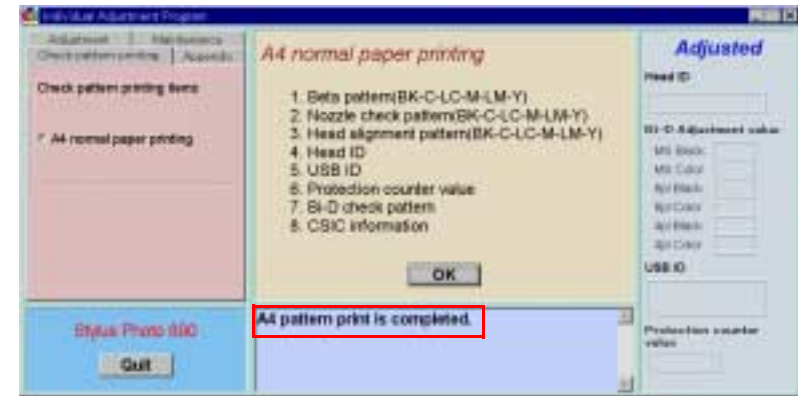 Individual Adjustment Program
Adjustment
Maintenance
Check pattern printing
Appendix
Check pattern printing items
A4 normal paper printing
A4 normal paper printing
1. Beta pattern(BK-C-LC-M-LM-Y)
2. Nozzle check pattern(BK-C-LC-M-LM-Y)
3. Head alignment pattern(BK-C-LC-M-LM-Y)
4. Head ID
5. USB ID
6. Protection counter value
7. Bi-D check pattern
8. CSIC information
OK
Adjusted
Head ID
Bi-D Adjustment value
USB ID
Protection counter
value
Stylus Photo 890
Quit
A4 pattern print is completed.